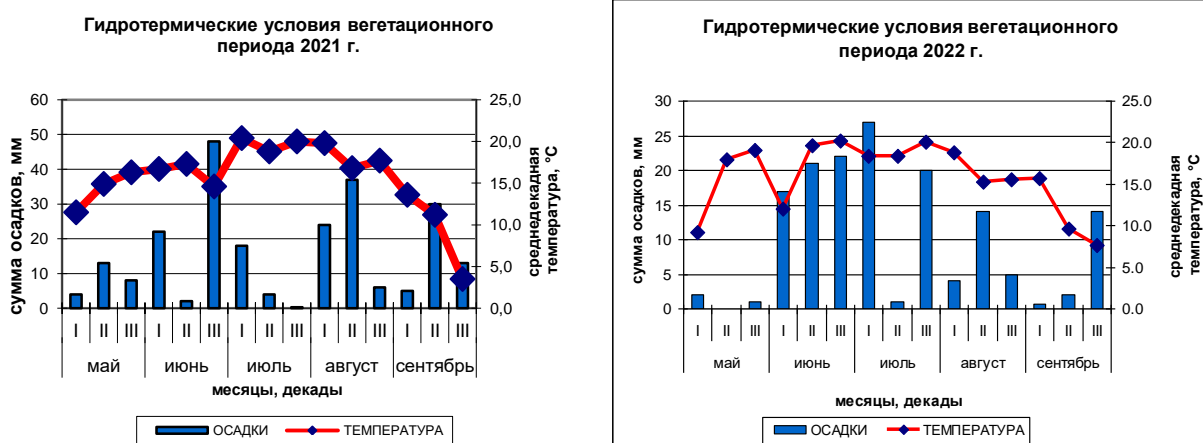 Гидротермические условия вегетационного
периода 2021 г.
сумма осадков, мм
60
50
40
30
20
10
0
25,0
20,0
15,0
10,0
5,0
0,0
среднедекадная
температура, °С
I II III I II III I II III I II III I II III
май июнь июль август сентябрь
месяцы, декады
ОСАДКИ ТЕМПЕРАТУРА
Гидротермические условия вегетационного
периода 2022 г.
сумма осадков, мм
30
25
20
15
10
5
0
25.0
20.0
15.0
10.0
5.0
0.0
среднедекадная
температура, °С
I II III I II III I II III I II III I II III
май июнь июль август сентябрь
месяцы, декады
ОСАДКИ ТЕМПЕРАТУРА